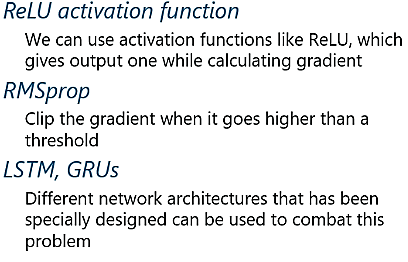 ReLU activation function
We can use activation functions like ReLU, which
gives output one while calculating gradient
RMSprop
Clip the gradient when it goes higher than a
threshold
LSTM, GRUs
Different network architectures that has been
specially designed can be used to combat this
problem